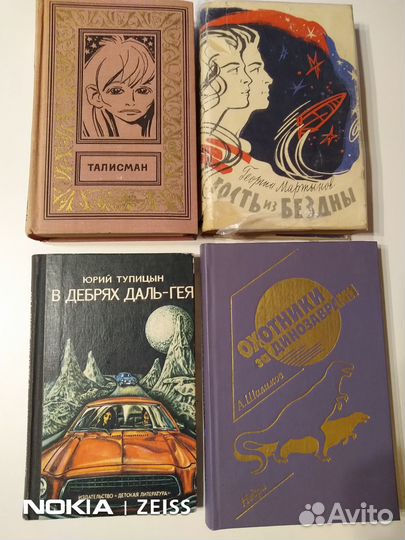 ТАЛИСМАН
Георгий Мартынов
ГОСТЬ ИЗ БЕЗДНЫ
ЮРИЙ ТУПИЦЫН
В ДЕБРЯХ ДАЛЬ-ГЕЯ
ИЗДАТЕЛЬСТВО «ДЕТСКАЯ ЛИТЕРАТУРА»
ОХОТНИКИ
за ДИНОЗАВРАМИ
А.Шалимов
Недра
NOKIA | ZEISS
Avito